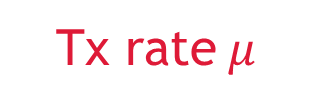 Tx rate μ